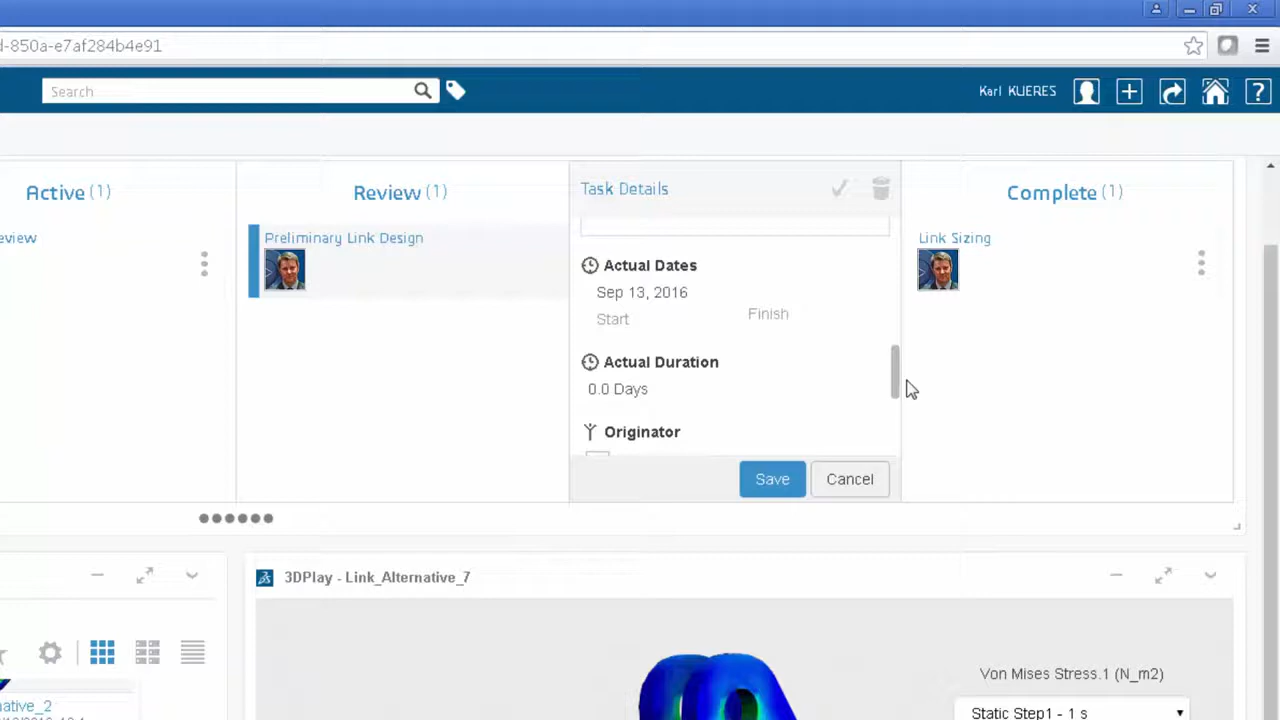 d-850a-e7af284b4e91
Search
Karl KUERES
Active (1)
Review (1)
Task Details
Complete (1)
eview
Preliminary Link Design
Link Sizing
Actual Dates
Sep 13, 2016
Start
Finish
Actual Duration
0.0 Days
Originator
Save
Cancel
3DPlay - Link_Alternative_7
Von Mises Stress.1 (N_m2)
Static Step1 - 1 s
native_2